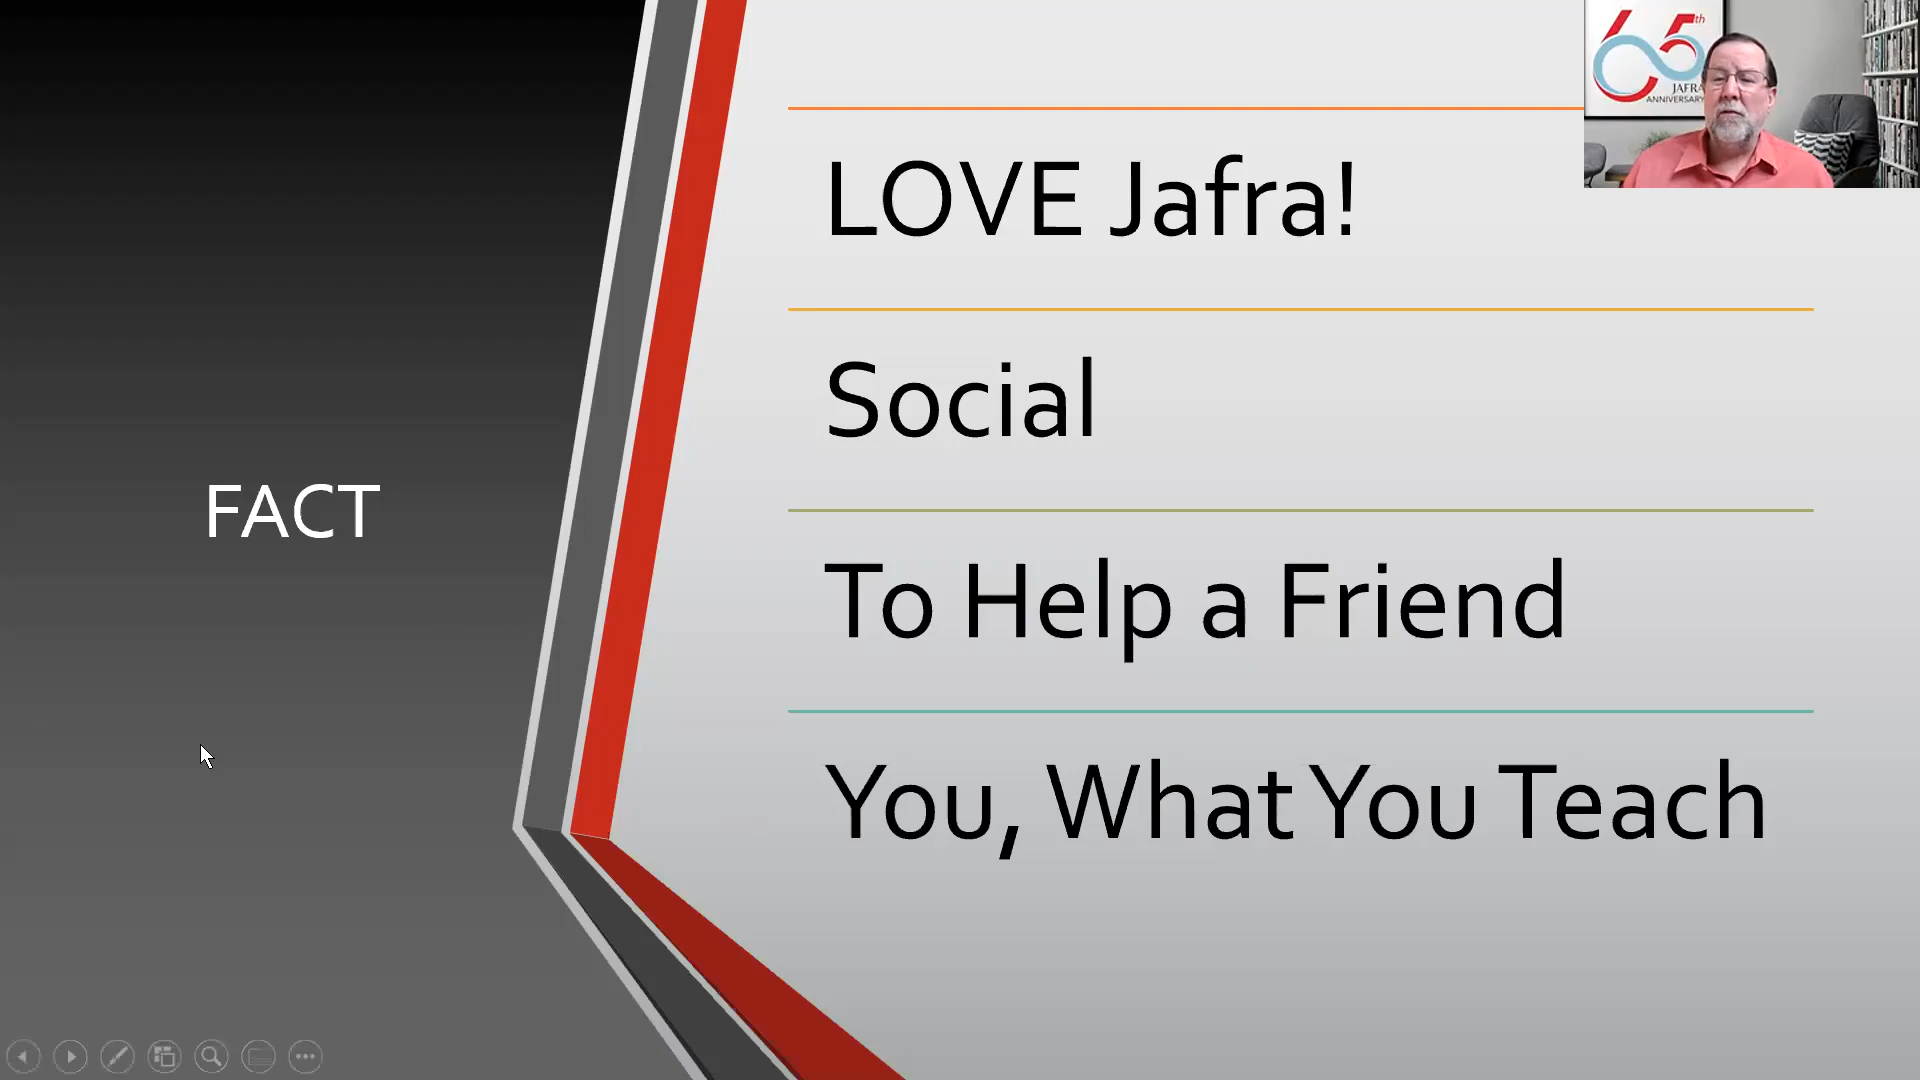 65th
JAFRA
ANNIVERSARY
LOVE Jafra!
Social
FACT
To Help a Friend
You, What You Teach